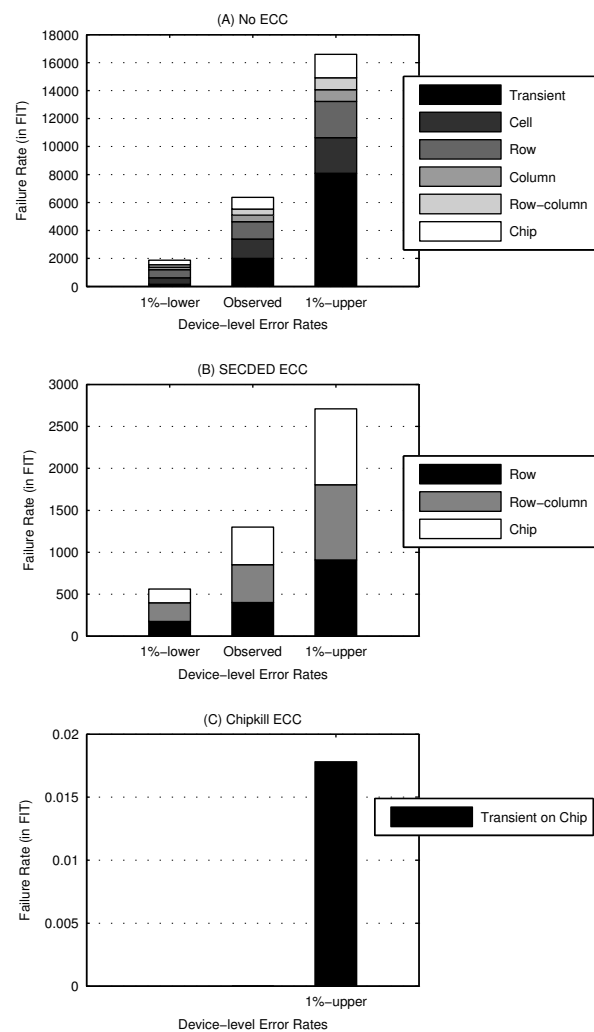 (A) No ECC
18000
16000
14000
12000
10000
8000
6000
4000
2000
0
Failure Rate (in FIT)
1%−lower Observed 1%−upper
Device−level Error Rates
Transient
Cell
Row
Column
Row−column
Chip
(B) SECDED ECC
3000
2500
2000
1500
1000
500
0
Failure Rate (in FIT)
1%−lower Observed 1%−upper
Device−level Error Rates
Row
Row−column
Chip
(C) Chipkill ECC
0.02
0.015
0.01
0.005
0
Failure Rate (in FIT)
1%−upper
Device−level Error Rates
Transient on Chip